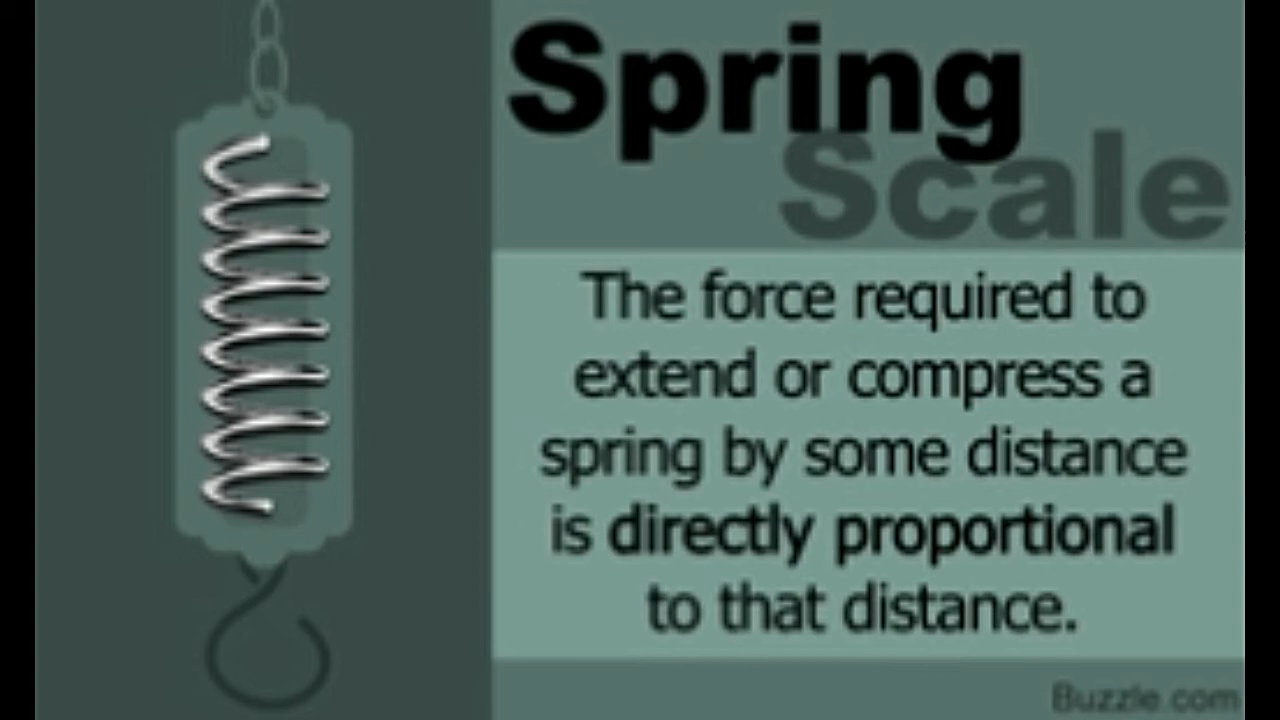 Spring
Scale
The force required to
extend or compress a
spring by some distance
is directly proportional
to that distance.
Buzzle.com